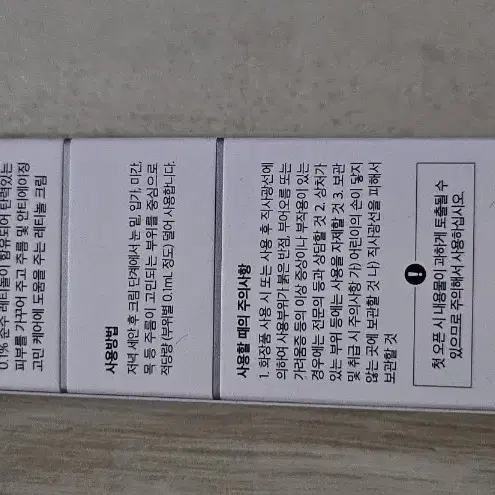 0.1% 순수 레티놀이 함유되어 탄력있는
피부를 가꾸어 주고 주름 및 안티에이징
고민 케어에 도움을 주는 레티놀 크림
사용방법
저녁 세안 후 크림 단계에서 눈 밑, 입가, 미간,
목 등 주름이 고민되는 부위를 중심으로
적당량 (부위별 0.1mL 정도) 덜어 사용합니다.
사용할 때의 주의사항
1. 화장품 사용 시 또는 사용 후 직사광선에
의하여 사용부위가 붉은 반점, 부어오름 또는
가려움증 등의 이상 증상이나 부작용이 있는
경우에는 전문의 등과 상담할 것 2. 상처가
있는 부위 등에는 사용을 자제할 것 3. 보관
및 취급 시 주의사항 가) 어린이의 손이 닿지
않는 곳에 보관할 것 나) 직사광선을 피해서
보관할 것
첫 오픈 시 내용물이 과하게 토출될 수
있으므로 주의해서 사용하십시오.